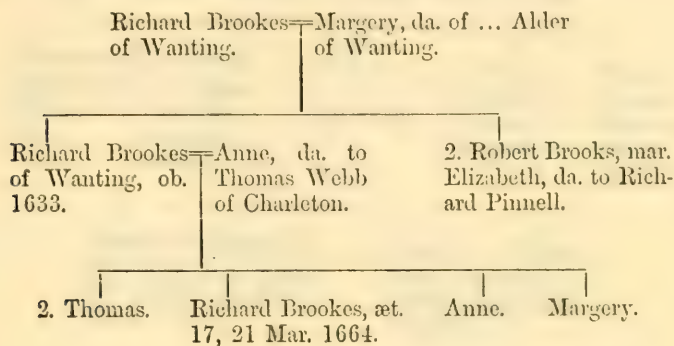 Richard Brookes=Margery, da. of ... Alder
of Wanting. of Wanting.
Richard Brookes=Anne, da. to
of Wanting, ob. Thomas Webb
1633. of Charleton.
2. Robert Brooks, mar.
Elizabeth, da. to Rich-
ard Pinnell.
2. Thomas.
Richard Brookes, æt.
17, 21 Mar. 1664.
Anne.
Margery.